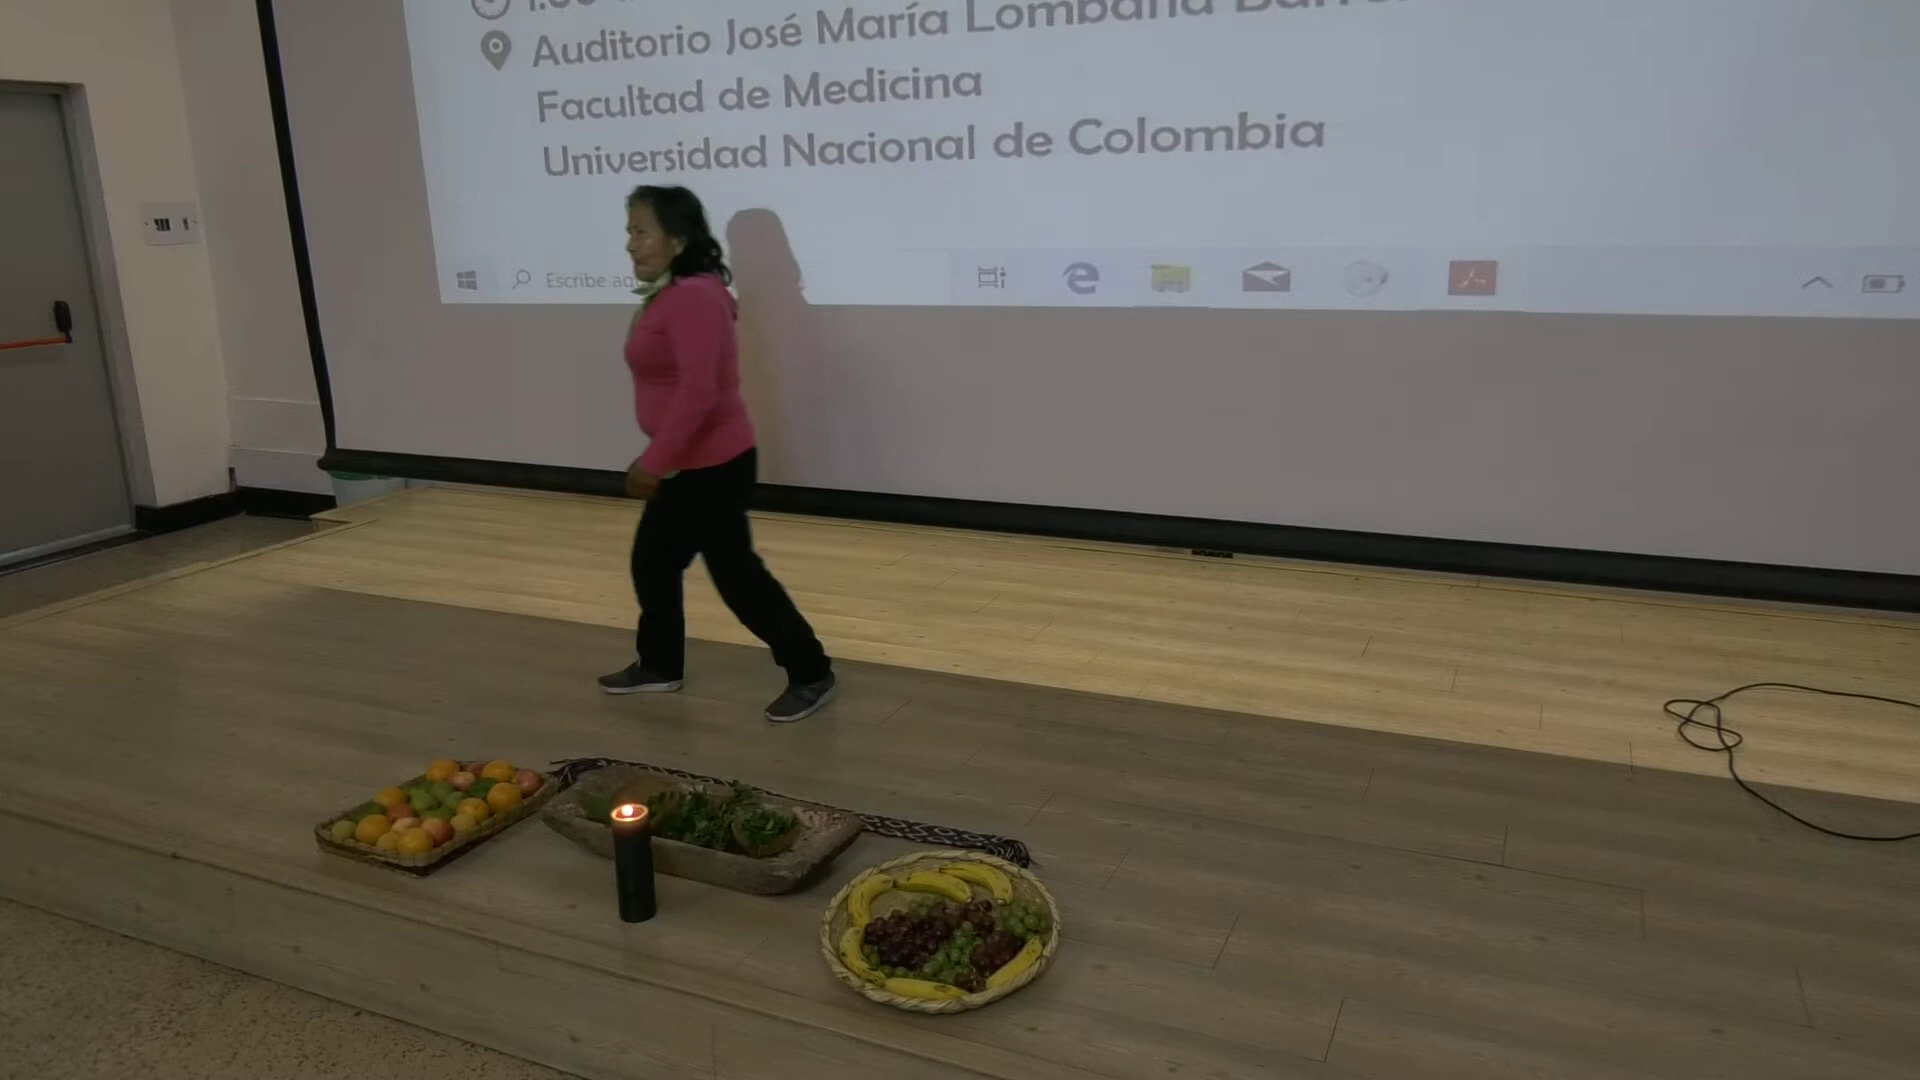 Auditorio José María Lombana
Facultad de Medicina
Universidad Nacional de Colombia
Escribe